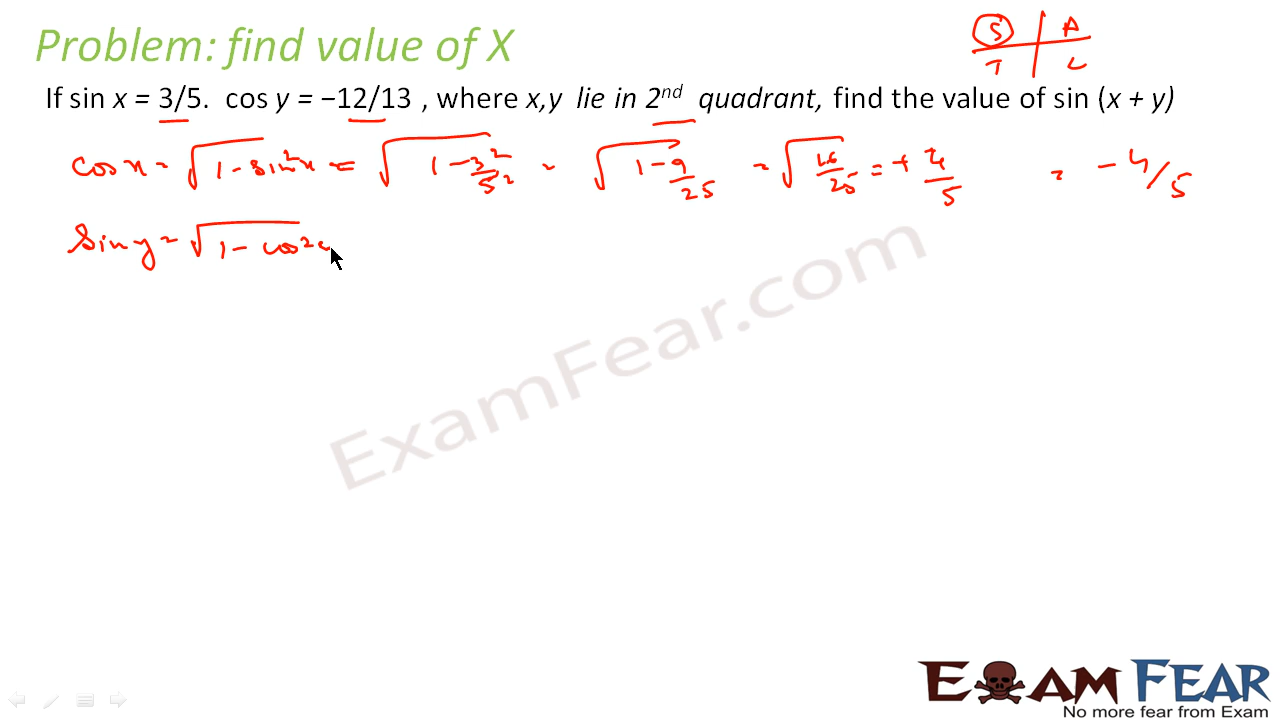 Problem: find value of X
S A
T C
If sin x = 3/5. cos y = −12/13 , where x,y lie in 2nd quadrant, find the value of sin (x + y)
cos x = √1 - sin²x = √1 - 3²/5² = √1 - 9/25 = √16/25 = + 4/5 = - 4/5
Sin y = √1 - cos²
ExamFear.com
EXAM FEAR
No more fear from Exam